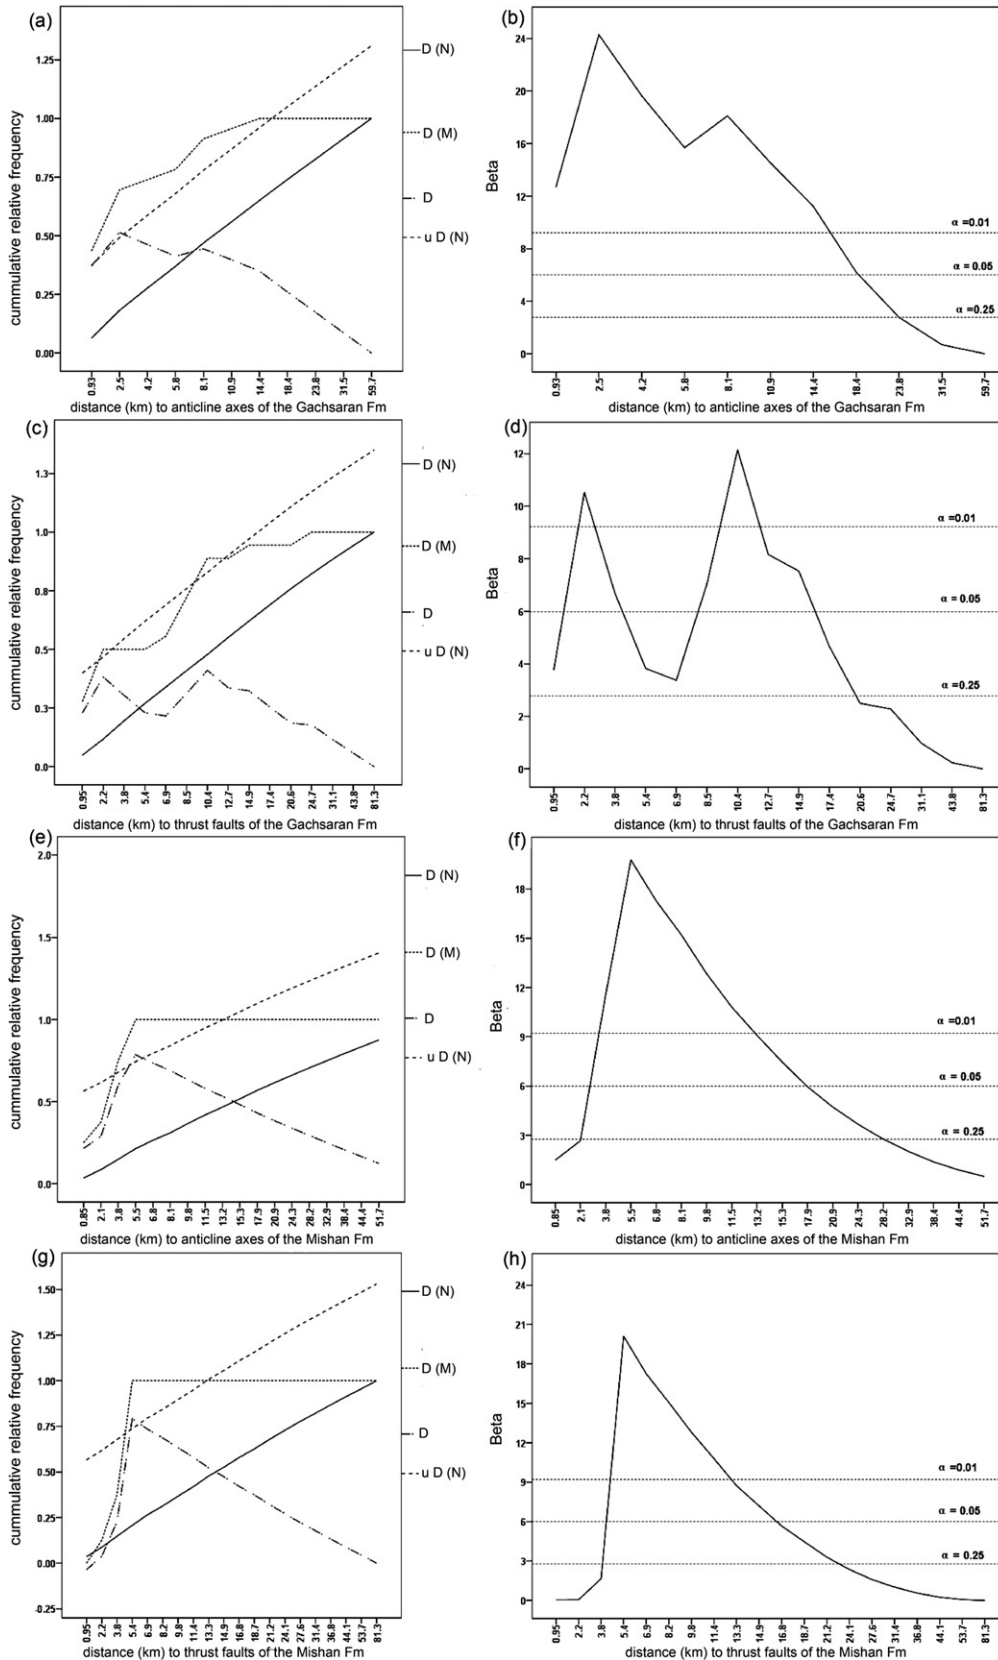 (a)
cummulative relative frequency
1.25
1.00
0.75
0.50
0.25
0.00
D (N)
D (M)
D
u D (N)
0.93 2.5 4.2 5.8 8.1 10.9 14.4 18.4 23.8 31.5 59.7
distance (km) to anticline axes of the Gachsaran Fm
(b)
Beta
24
20
16
12
8
4
0
α =0.01
α = 0.05
α =0.25
0.93 2.5 4.2 5.8 8.1 10.9 14.4 18.4 23.8 31.5 59.7
distance (km) to anticline axes of the Gachsaran Fm
(c)
cummulative relative frequency
1.3
1.0
0.8
0.5
0.3
0.0
D (N)
D (M)
D
u D (N)
0.95 2.2 3.8 5.4 6.9 8.5 10.4 12.7 14.9 17.4 20.6 24.7 31.1 43.8 81.3
distance (km) to thrust faults of the Gachsaran Fm
(d)
Beta
12
10
8
6
4
2
0
α =0.01
α = 0.05
α =0.25
0.95 2.2 3.8 5.4 6.9 8.5 10.4 12.7 14.9 17.4 20.6 24.7 31.1 43.8 81.3
distance (km) to thrust faults of the Gachsaran Fm
(e)
cummulative relative frequency
2.0
1.5
1.0
0.5
0.0
D (N)
D (M)
D
u D (N)
0.85 2.1 3.8 5.5 6.8 8.1 9.8 11.5 13.2 15.3 17.9 20.9 24.3 28.2 32.9 38.4 44.4 51.7
distance (km) to anticline axes of the Mishan Fm
(f)
Beta
18
15
12
9
6
3
0
α =0.01
α = 0.05
α = 0.25
0.85 2.1 3.8 5.5 6.8 8.1 9.8 11.5 13.2 15.3 17.9 20.9 24.3 28.2 32.9 38.4 44.4 51.7
distance (km) to anticline axes of the Mishan Fm
(g)
cummulative relative frequency
1.50
1.25
1.00
0.75
0.50
0.25
0.00
-0.25
D (N)
D (M)
D
u D (N)
0.95 2.2 3.8 5.4 6.9 8.2 9.8 11.4 13.3 14.9 16.8 18.7 21.2 24.1 27.6 31.4 36.8 44.1 53.7 81.3
distance (km) to thrust faults of the Mishan Fm
(h)
Beta
24
21
18
15
12
9
6
3
0
α =0.01
α = 0.05
α = 0.25
0.95 2.2 3.8 5.4 6.9 8.2 9.8 11.4 13.3 14.9 16.8 18.7 21.2 24.1 27.6 31.4 36.8 44.1 53.7 81.3
distance (km) to thrust faults of the Mishan Fm